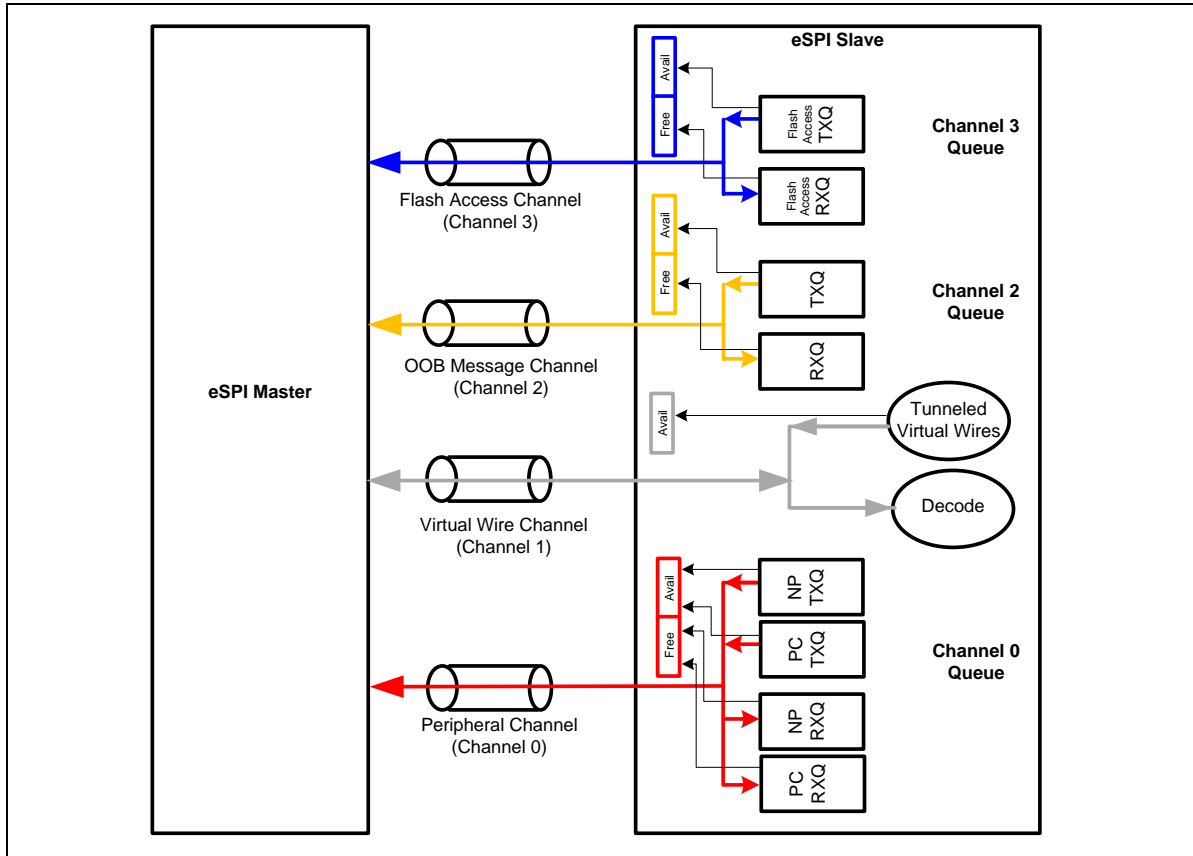 eSPI Slave
Avail
Free
Flash
Access
TXQ
Flash
Access
RXQ
Channel 3
Queue
Flash Access Channel
(Channel 3)
Avail
Free
TXQ
RXQ
Channel 2
Queue
OOB Message Channel
(Channel 2)
eSPI Master
Avail
Tunneled
Virtual Wires
Decode
Virtual Wire Channel
(Channel 1)
Avail
Free
NP
TXQ
PC
TXQ
NP
RXQ
PC
RXQ
Channel 0
Queue
Peripheral Channel
(Channel 0)